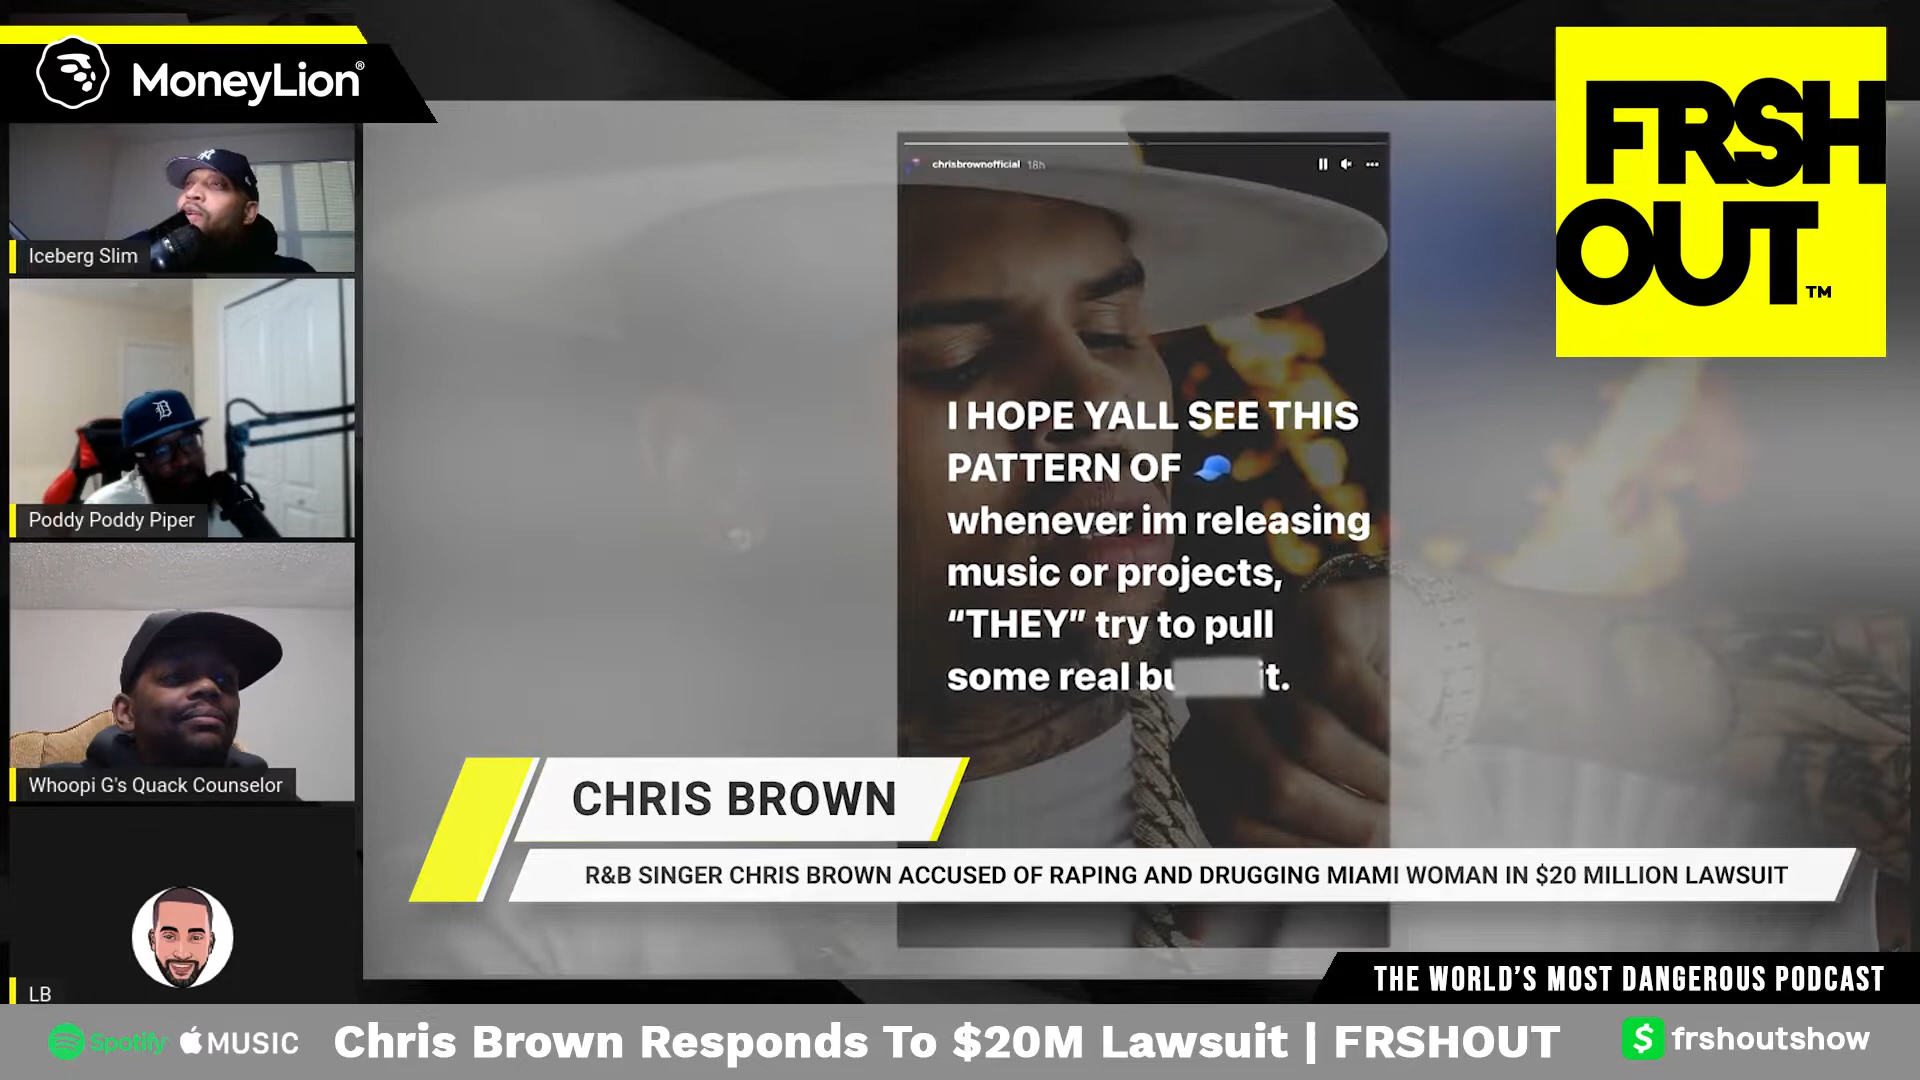 MoneyLion®
FRSH
OUT™
Iceberg Slim
Poddy Poddy Piper
Whoopi G's Quack Counselor
LB
chrisbrownofficial 18h
I HOPE YALL SEE THIS
PATTERN OF 🧢
whenever im releasing
music or projects,
“THEY” try to pull
some real bu it.
CHRIS BROWN
R&B SINGER CHRIS BROWN ACCUSED OF RAPING AND DRUGGING MIAMI WOMAN IN $20 MILLION LAWSUIT
THE WORLD'S MOST DANGEROUS PODCAST
Spotify MUSIC Chris Brown Responds To $20M Lawsuit | FRSHOUT $ frshoutshow